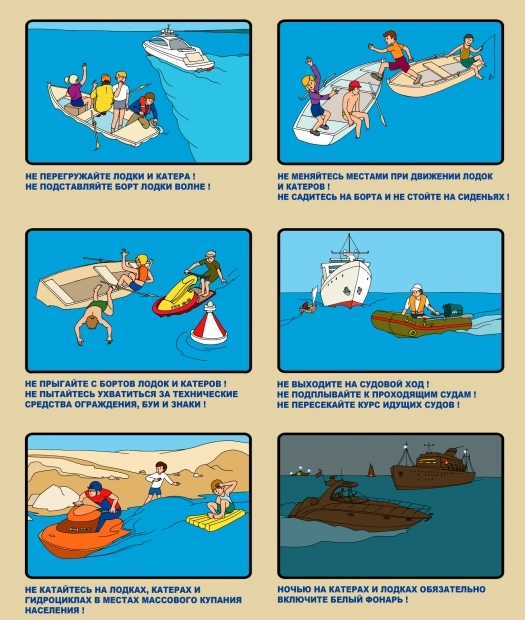 НЕ ПЕРЕГРУЖАЙТЕ ЛОДКИ И КАТЕРА !
НЕ ПОДСТАВЛЯЙТЕ БОРТ ЛОДКИ ВОЛНЕ !
НЕ МЕНЯЙТЕСЬ МЕСТАМИ ПРИ ДВИЖЕНИИ ЛОДОК
И КАТЕРОВ !
НЕ САДИТЕСЬ НА БОРТА И НЕ СТОЙТЕ НА СИДЕНЬЯХ !
НЕ ПРЫГАЙТЕ С БОРТОВ ЛОДОК И КАТЕРОВ !
НЕ ПЫТАЙТЕСЬ УХВАТИТЬСЯ ЗА ТЕХНИЧЕСКИЕ
СРЕДСТВА ОГРАЖДЕНИЯ, БУИ И ЗНАКИ !
НЕ ВЫХОДИТЕ НА СУДОВОЙ ХОД !
НЕ ПОДПЛЫВАЙТЕ К ПРОХОДЯЩИМ СУДАМ !
НЕ ПЕРЕСЕКАЙТЕ КУРС ИДУЩИХ СУДОВ !
НЕ КАТАЙТЕСЬ НА ЛОДКАХ, КАТЕРАХ И
ГИДРОЦИКЛАХ В МЕСТАХ МАССОВОГО КУПАНИЯ
НАСЕЛЕНИЯ !
НОЧЬЮ НА КАТЕРАХ И ЛОДКАХ ОБЯЗАТЕЛЬНО
ВКЛЮЧИТЕ БЕЛЫЙ ФОНАРЬ !